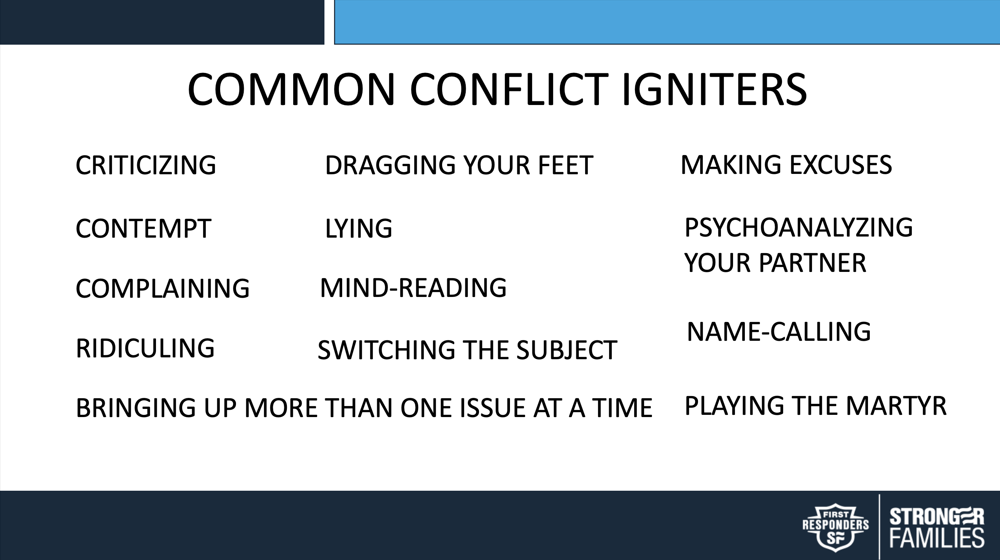 COMMON CONFLICT IGNITERS
CRITICIZING
CONTEMPT
COMPLAINING
RIDICULING
BRINGING UP MORE THAN ONE ISSUE AT A TIME
DRAGGING YOUR FEET
LYING
MIND-READING
SWITCHING THE SUBJECT
MAKING EXCUSES
PSYCHOANALYZING
YOUR PARTNER
NAME-CALLING
PLAYING THE MARTYR
FIRST
RESPONDERS
SF
STRONGER
FAMILIES